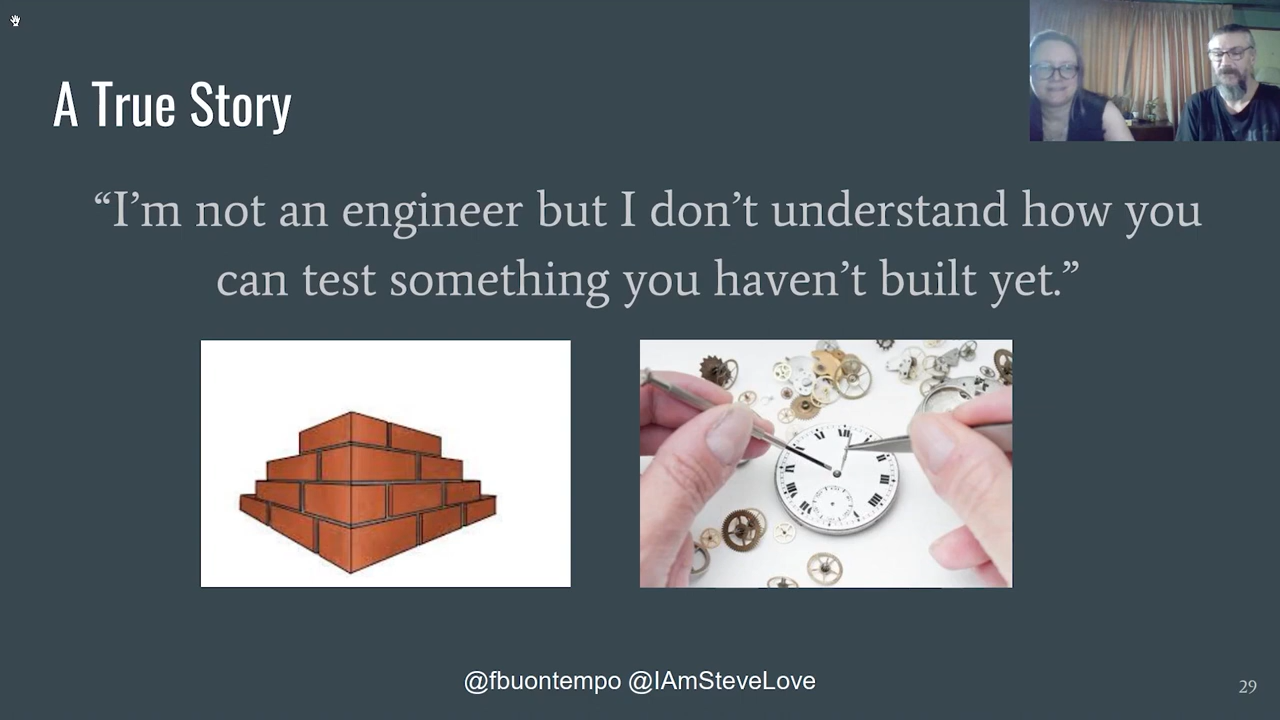 A True Story
“I’m not an engineer but I don’t understand how you
can test something you haven’t built yet.”
@fbuontempo @IAmSteveLove
29